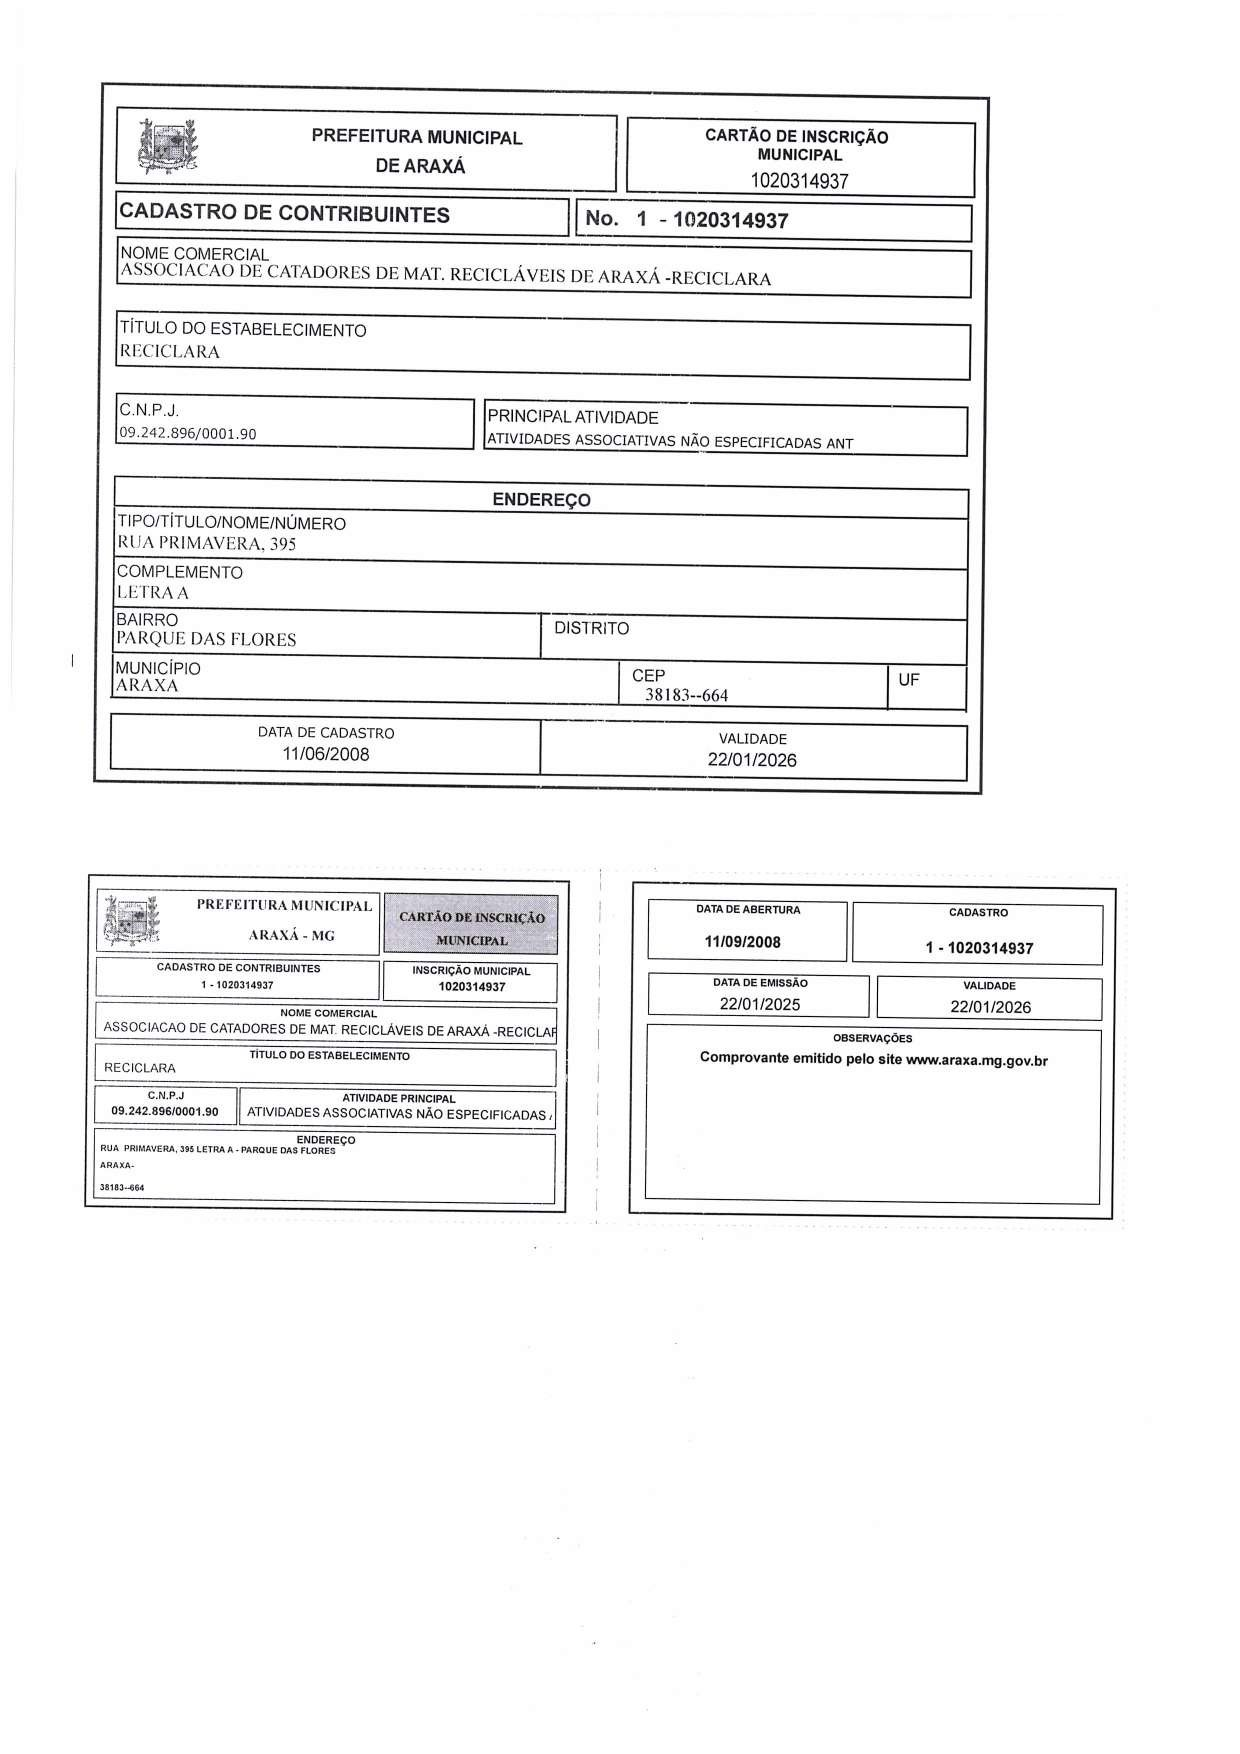 PREFEITURA MUNICIPAL
DE ARAXÁ
CARTÃO DE INSCRIÇÃO
MUNICIPAL
1020314937
CADASTRO DE CONTRIBUINTES
No. 1 - 1020314937
NOME COMERCIAL
ASSOCIACAO DE CATADORES DE MAT. RECICLÁVEIS DE ARAXÁ -RECICLARA
TÍTULO DO ESTABELECIMENTO
RECICLARA
C.N.P.J.
09.242.896/0001.90
PRINCIPAL ATIVIDADE
ATIVIDADES ASSOCIATIVAS NÃO ESPECIFICADAS ANT
ENDEREÇO
TIPO/TÍTULO/NOME/NÚMERO
RUA PRIMAVERA, 395
COMPLEMENTO
LETRA A
BAIRRO
PARQUE DAS FLORES
DISTRITO
MUNICÍPIO
ARAXA
CEP
38183--664
UF
DATA DE CADASTRO
11/06/2008
VALIDADE
22/01/2026
PREFEITURA MUNICIPAL
ARAXÁ - MG
CARTÃO DE INSCRIÇÃO
MUNICIPAL
CADASTRO DE CONTRIBUINTES
1 - 1020314937
INSCRIÇÃO MUNICIPAL
1020314937
NOME COMERCIAL
ASSOCIACAO DE CATADORES DE MAT. RECICLÁVEIS DE ARAXÁ -RECICLAR
TÍTULO DO ESTABELECIMENTO
RECICLARA
C.N.P.J
09.242.896/0001.90
ATIVIDADE PRINCIPAL
ATIVIDADES ASSOCIATIVAS NÃO ESPECIFICADAS
ENDEREÇO
RUA PRIMAVERA, 395 LETRA A - PARQUE DAS FLORES
ARAXA-
38183--664
DATA DE ABERTURA
11/09/2008
CADASTRO
1 - 1020314937
DATA DE EMISSÃO
22/01/2025
VALIDADE
22/01/2026
OBSERVAÇÕES
Comprovante emitido pelo site www.araxa.mg.gov.br